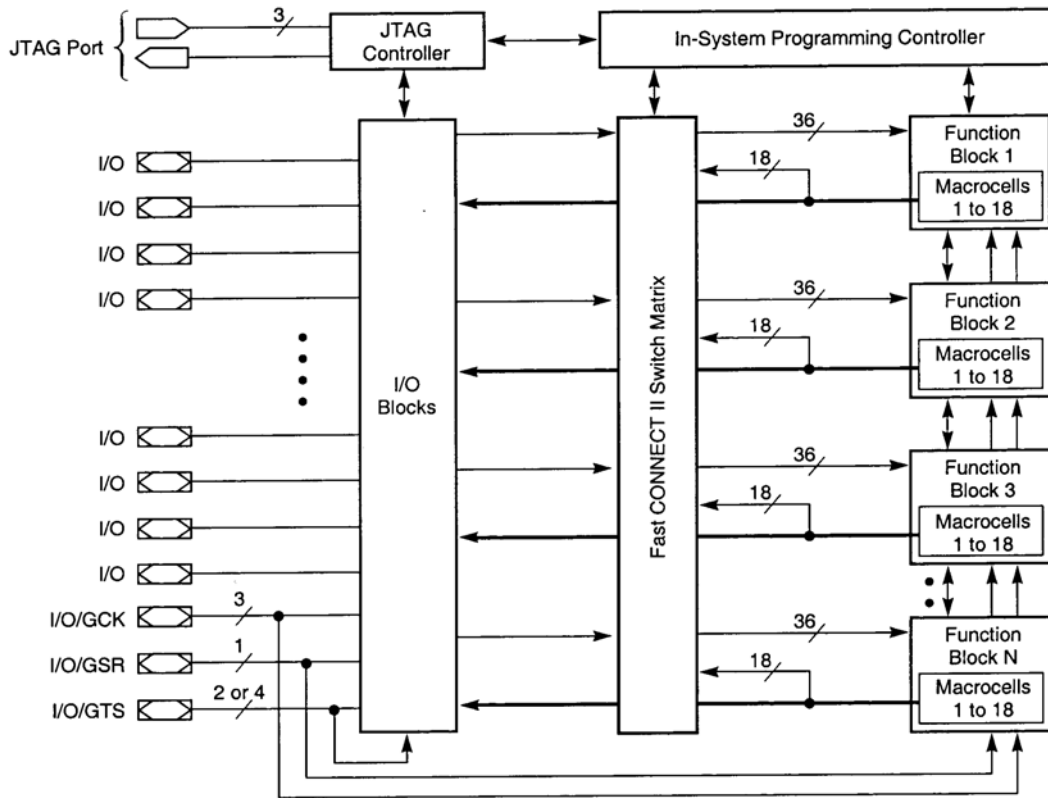 3
JTAG Port
JTAG
Controller
In-System Programming Controller
I/O
I/O
I/O
I/O
I/O
I/O
I/O
I/O
I/O/GCK
3
I/O/GSR
1
I/O/GTS
2 or 4
I/O
Blocks
Fast CONNECT II Switch Matrix
36
18
Function
Block 1
Macrocells
1 to 18
36
18
Function
Block 2
Macrocells
1 to 18
36
18
Function
Block 3
Macrocells
1 to 18
36
18
Function
Block N
Macrocells
1 to 18